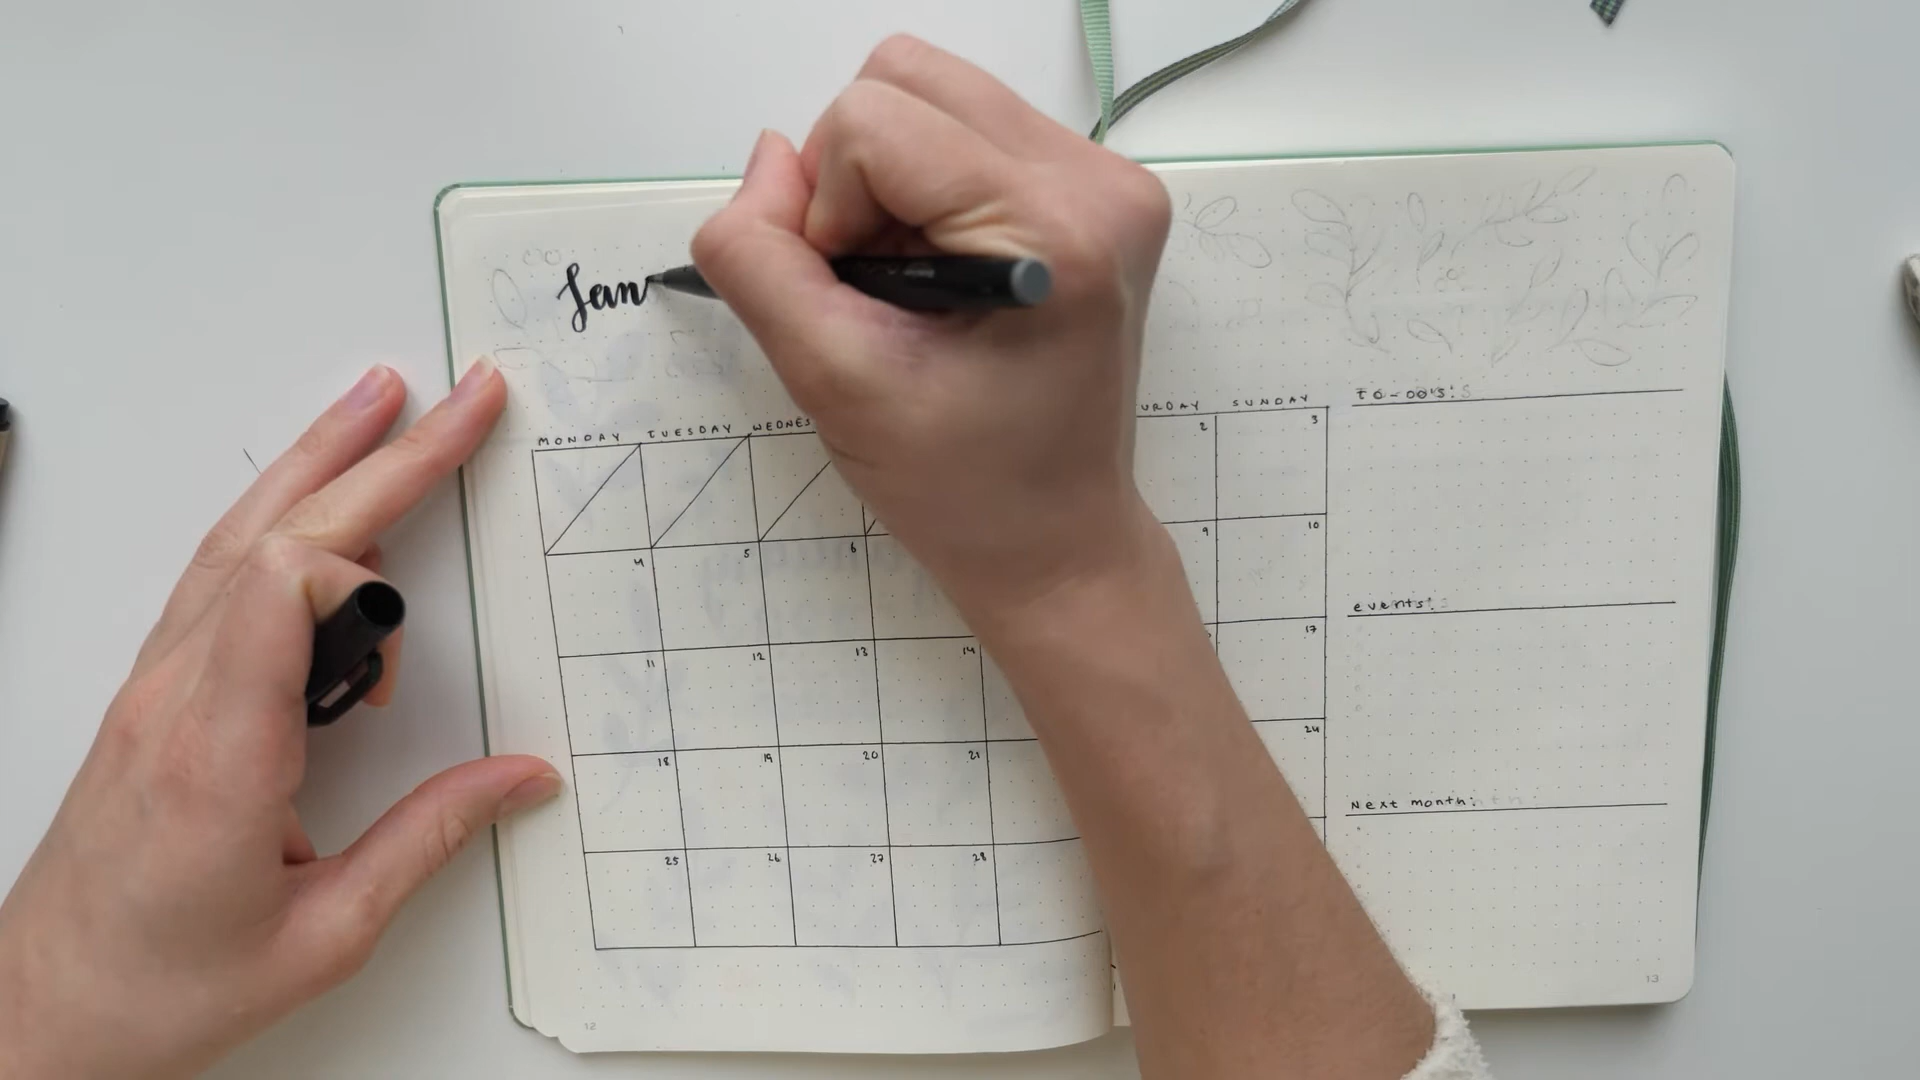 Jan
MONDAY TUESDAY WEDNES URDAY SUNDAY
TO-DO'S:
2 3
4 5 6 9 10
events:
11 12 13 14 17
18 19 20 21 24
Next month:
25 26 27 28
12 13